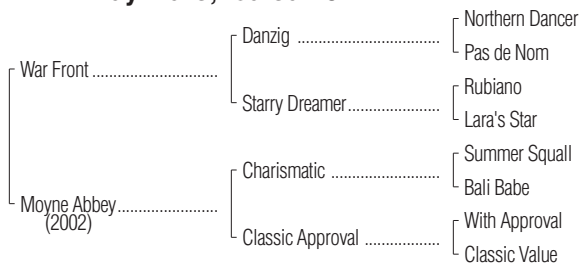 Northern Dancer
Danzig
Pas de Nom
War Front
Rubiano
Starry Dreamer
Lara's Star
Summer Squall
Charismatic
Bali Babe
Moyne Abbey
(2002)
With Approval
Classic Approval
Classic Value